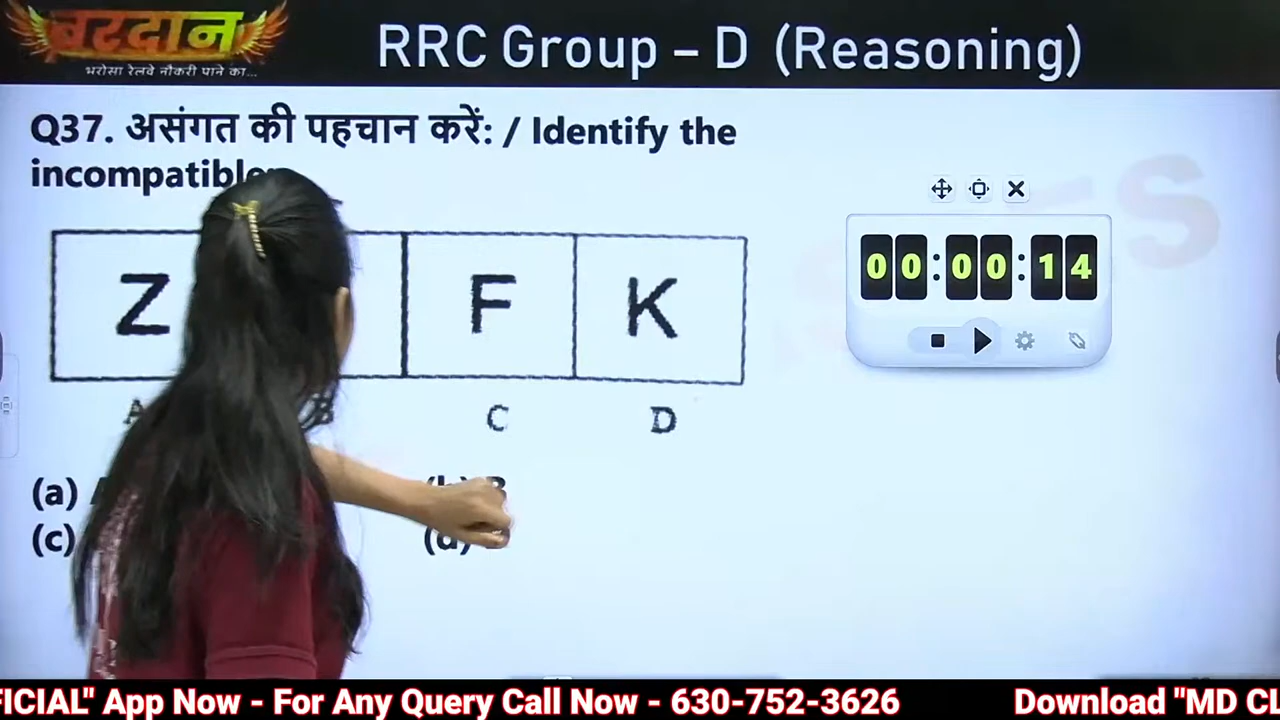 वरदान
भरोसा रेलवे नौकरी पाने का...
RRC Group – D (Reasoning)
Q37. असंगत की पहचान करें: / Identify the
incompatible
Z F K
C D
00:00:14
(a)
(c)
FICIAL" App Now - For Any Query Call Now - 630-752-3626 Download "MD CL